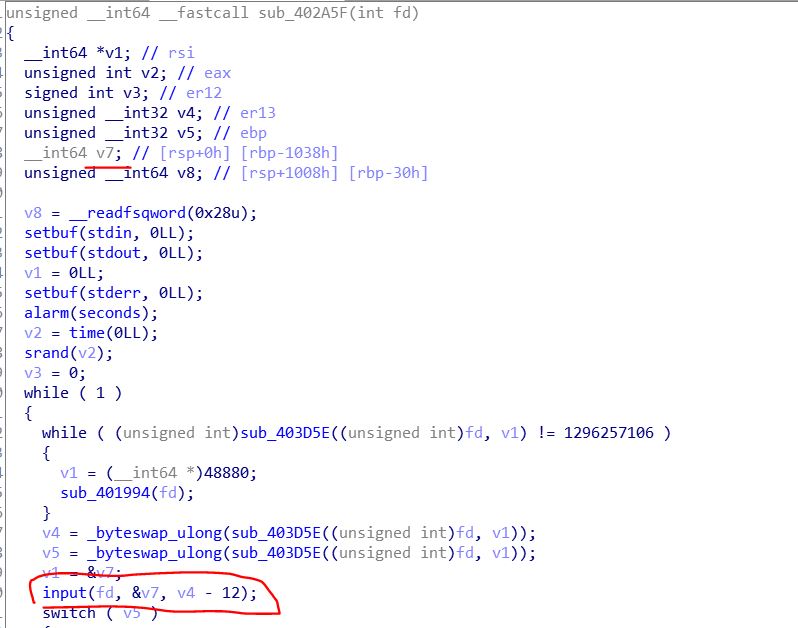 unsigned __int64 __fastcall sub_402A5F(int fd)
{
__int64 *v1; // rsi
unsigned int v2; // eax
signed int v3; // er12
unsigned __int32 v4; // er13
unsigned __int32 v5; // ebp
__int64 v7; // [rsp+0h] [rbp-1038h]
unsigned __int64 v8; // [rsp+1008h] [rbp-30h]
v8 = __readfsqword(0x28u);
setbuf(stdin, 0LL);
setbuf(stdout, 0LL);
v1 = 0LL;
setbuf(stderr, 0LL);
alarm(seconds);
v2 = time(0LL);
srand(v2);
v3 = 0;
while ( 1 )
{
while ( (unsigned int)sub_403D5E((unsigned int)fd, v1) != 1296257106 )
{
v1 = (__int64 *)48880;
sub_401994(fd);
}
v4 = _byteswap_ulong(sub_403D5E((unsigned int)fd, v1));
v5 = _byteswap_ulong(sub_403D5E((unsigned int)fd, v1));
v1 = &v7;
input(fd, &v7, v4 - 12);
switch ( v5 )